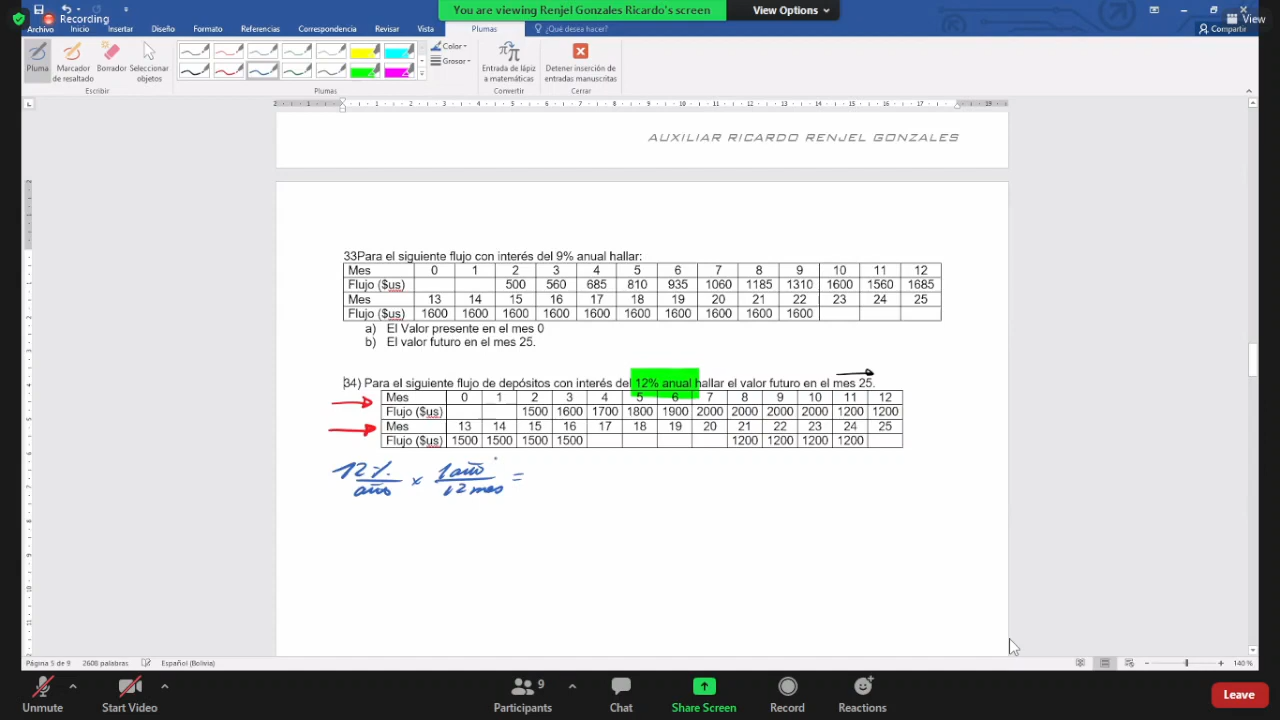 Recording
You are viewing Renjel Gonzales Ricardo's screen
View Options
View
Archivo Inicio Insertar Diseño Formato Referencias Correspondencia Revisar Vista Plumas ¿Qué desea hacer? Compartir
Pluma Marcador de resaltado Borrador Seleccionar objetos
Color
Grosor
Entrada de lápiz a matemáticas
Detener inserción de entradas manuscritas
Escribir Plumas Convertir Cerrar
AUXILIAR RICARDO RENJEL GONZALES
33Para el siguiente flujo con interés del 9% anual hallar:
Mes 0 1 2 3 4 5 6 7 8 9 10 11 12
Flujo ($us) 500 560 685 810 935 1060 1185 1310 1600 1560 1685
Mes 13 14 15 16 17 18 19 20 21 22 23 24 25
Flujo ($us) 1600 1600 1600 1600 1600 1600 1600 1600 1600 1600
a) El Valor presente en el mes 0
b) El valor futuro en el mes 25.
34) Para el siguiente flujo de depósitos con interés del 12% anual hallar el valor futuro en el mes 25.
Mes 0 1 2 3 4 5 6 7 8 9 10 11 12
Flujo ($us) 1500 1600 1700 1800 1900 2000 2000 2000 2000 1200 1200
Mes 13 14 15 16 17 18 19 20 21 22 23 24 25
Flujo ($us) 1500 1500 1500 1500 1200 1200 1200 1200
12% / año × 1 año / 12 mes =
Página 5 de 9 2608 palabras Español (Bolivia) 140 %
Unmute Start Video Participants 9 Chat Share Screen Record Reactions Leave